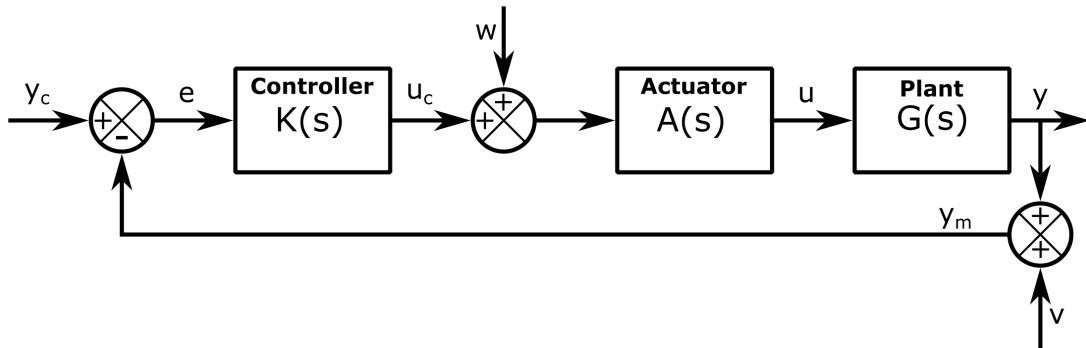 w
Controller
Actuator
Plant
y_c
e
K(s)
u_c
A(s)
u
G(s)
y
+
-
+
+
y_m
+
+
v